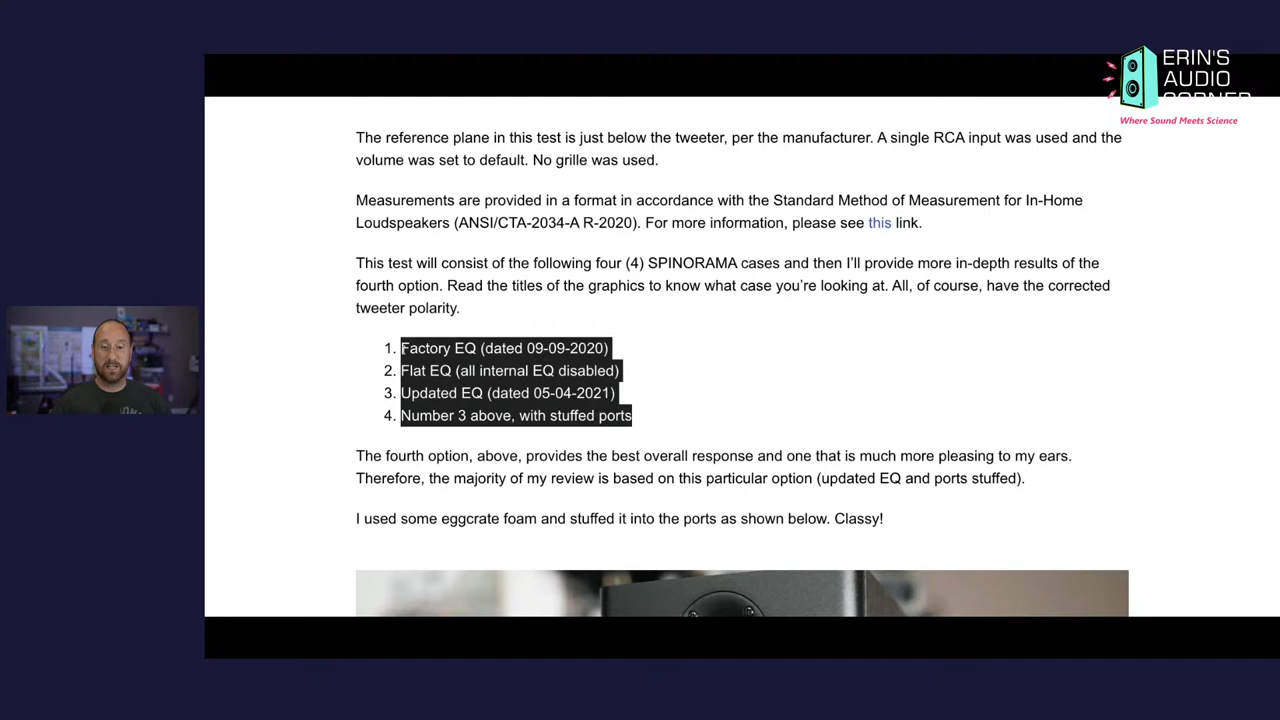 ERIN'S
AUDIO
CORNER
Where Sound Meets Science
The reference plane in this test is just below the tweeter, per the manufacturer. A single RCA input was used and the
volume was set to default. No grille was used.
Measurements are provided in a format in accordance with the Standard Method of Measurement for In-Home
Loudspeakers (ANSI/CTA-2034-A R-2020). For more information, please see this link.
This test will consist of the following four (4) SPINORAMA cases and then I'll provide more in-depth results of the
fourth option. Read the titles of the graphics to know what case you're looking at. All, of course, have the corrected
tweeter polarity.
1. Factory EQ (dated 09-09-2020)
2. Flat EQ (all internal EQ disabled)
3. Updated EQ (dated 05-04-2021)
4. Number 3 above, with stuffed ports
The fourth option, above, provides the best overall response and one that is much more pleasing to my ears.
Therefore, the majority of my review is based on this particular option (updated EQ and ports stuffed).
I used some eggcrate foam and stuffed it into the ports as shown below. Classy!